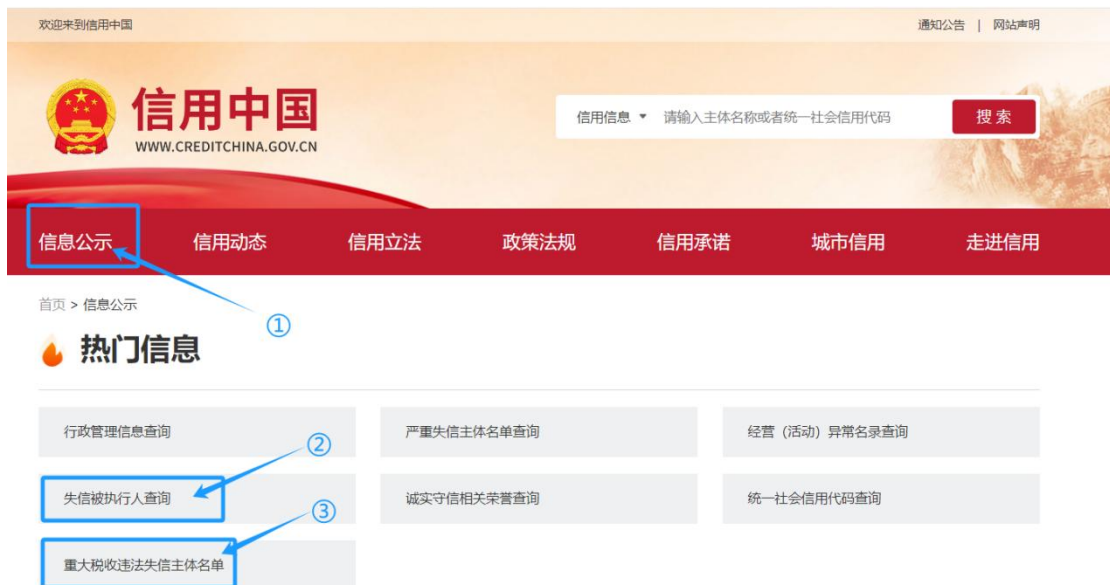 欢迎来到信用中国
通知公告 | 网站声明
信用中国
WWW.CREDITCHINA.GOV.CN
信用信息 请输入主体名称或者统一社会信用代码 搜索
信息公示 信用动态 信用立法 政策法规 信用承诺 城市信用 走进信用
首页 > 信息公示
①
热门信息
行政管理信息查询 严重失信主体名单查询 经营（活动）异常名录查询
②
失信被执行人查询 诚实守信相关荣誉查询 统一社会信用代码查询
③
重大税收违法失信主体名单